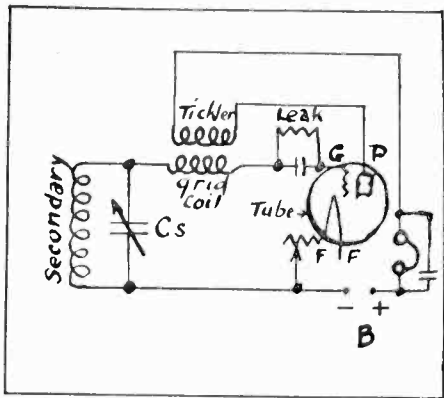 Tickler
Leak
G
P
grid
coil
Secondary
Cs
Tube
F
F
- +
B